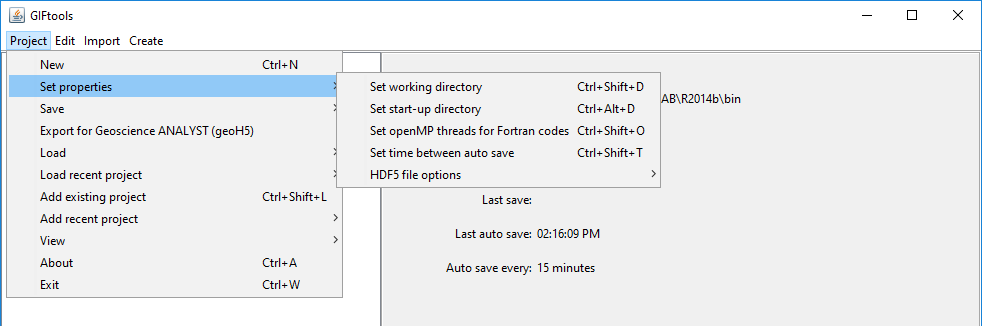 GIFtools
Project Edit Import Create
New Ctrl+N
Set properties
Save
Export for Geoscience ANALYST (geoH5)
Load
Load recent project
Add existing project Ctrl+Shift+L
Add recent project
View
About Ctrl+A
Exit Ctrl+W
Set working directory Ctrl+Shift+D
Set start-up directory Ctrl+Alt+D
Set openMP threads for Fortran codes Ctrl+Shift+O
Set time between auto save Ctrl+Shift+T
HDF5 file options
AB\R2014b\bin
Last save:
Last auto save: 02:16:09 PM
Auto save every: 15 minutes